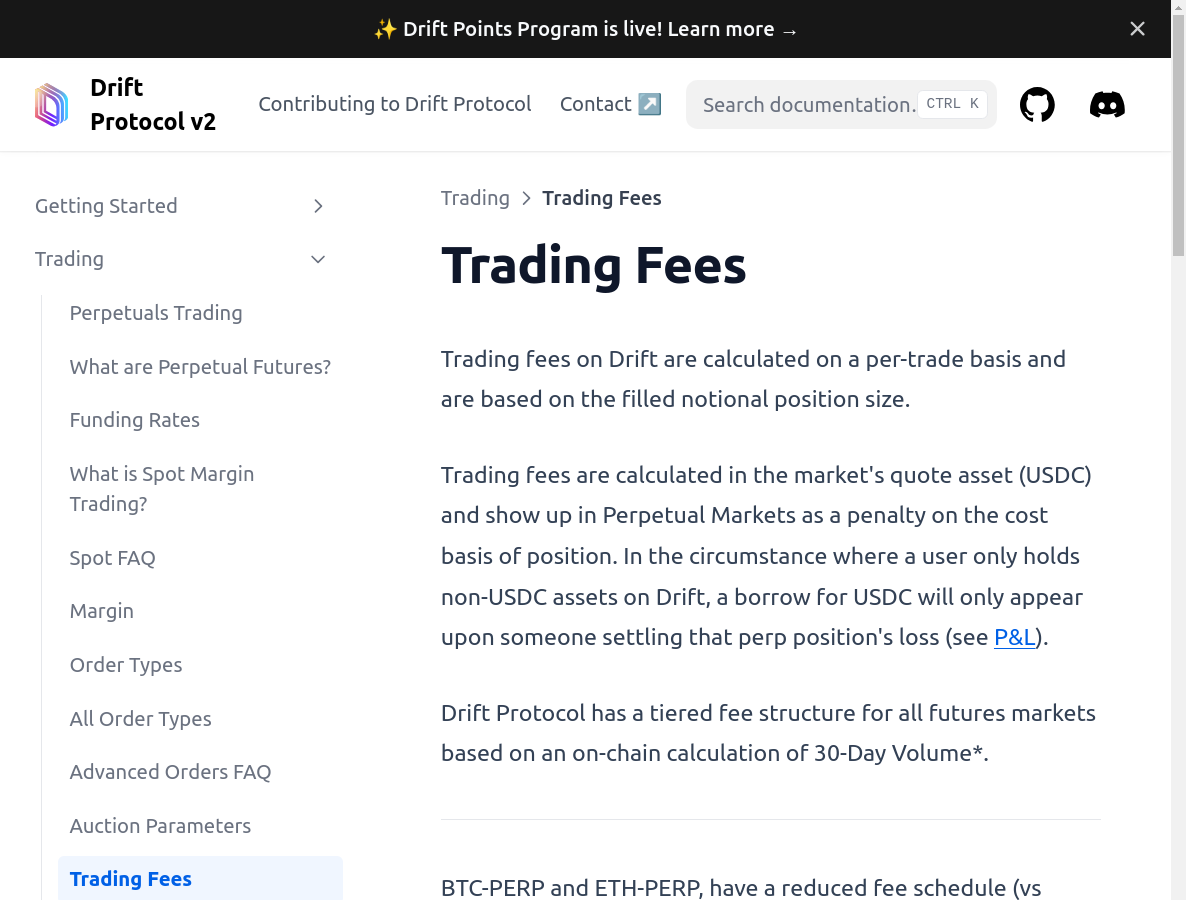 ✨ Drift Points Program is live! Learn more →
Drift
Protocol v2
Contributing to Drift Protocol
Contact ↗️
Search documentation.
CTRL K
Getting Started
Trading
Perpetuals Trading
What are Perpetual Futures?
Funding Rates
What is Spot Margin
Trading?
Spot FAQ
Margin
Order Types
All Order Types
Advanced Orders FAQ
Auction Parameters
Trading Fees
Trading > Trading Fees
Trading Fees
Trading fees on Drift are calculated on a per-trade basis and
are based on the filled notional position size.
Trading fees are calculated in the market's quote asset (USDC)
and show up in Perpetual Markets as a penalty on the cost
basis of position. In the circumstance where a user only holds
non-USDC assets on Drift, a borrow for USDC will only appear
upon someone settling that perp position's loss (see P&L).
Drift Protocol has a tiered fee structure for all futures markets
based on an on-chain calculation of 30-Day Volume*.
BTC-PERP and ETH-PERP, have a reduced fee schedule (vs